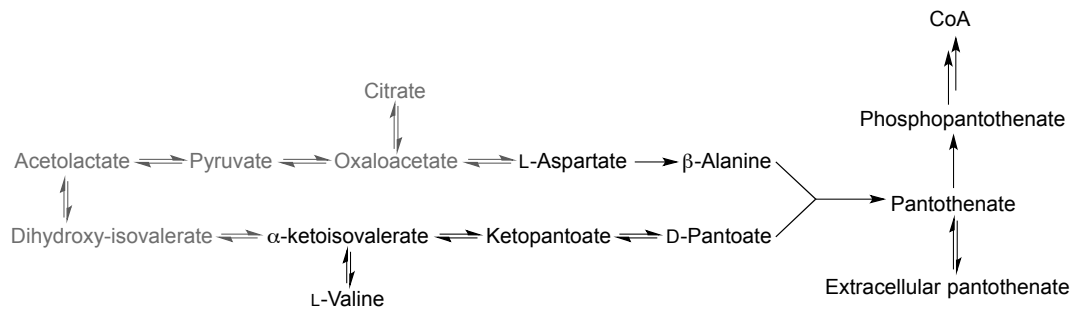 CoA
Citrate
Phosphopantothenate
Acetolactate
Pyruvate
Oxaloacetate
L-Aspartate
β-Alanine
Pantothenate
Dihydroxy-isovalerate
α-ketoisovalerate
Ketopantoate
D-Pantoate
Extracellular pantothenate
L-Valine